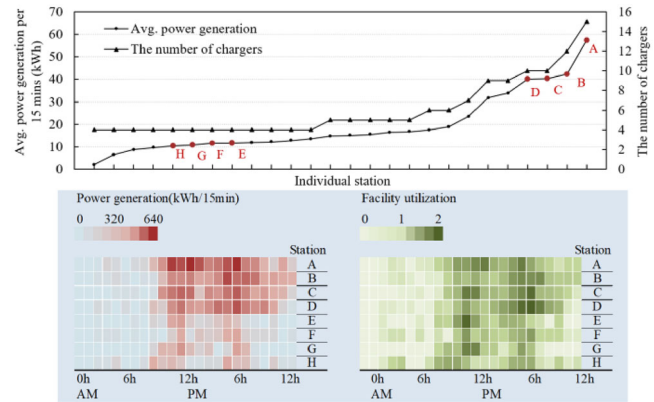 Avg. power generation per
15 mins (kWh)
70
60
50
40
30
20
10
0
Avg. power generation
The number of chargers
16
14
12
10
8
6
4
2
0
The number of chargers
A
B
C
D
E
F
G
H
Individual station
Power generation(kWh/15min)
0 320 640
Facility utilization
0 1 2
Station
A
B
C
D
E
F
G
H
0h 6h 12h 6h 12h
AM PM
Station
A
B
C
D
E
F
G
H
0h 6h 12h 6h 12h
AM PM